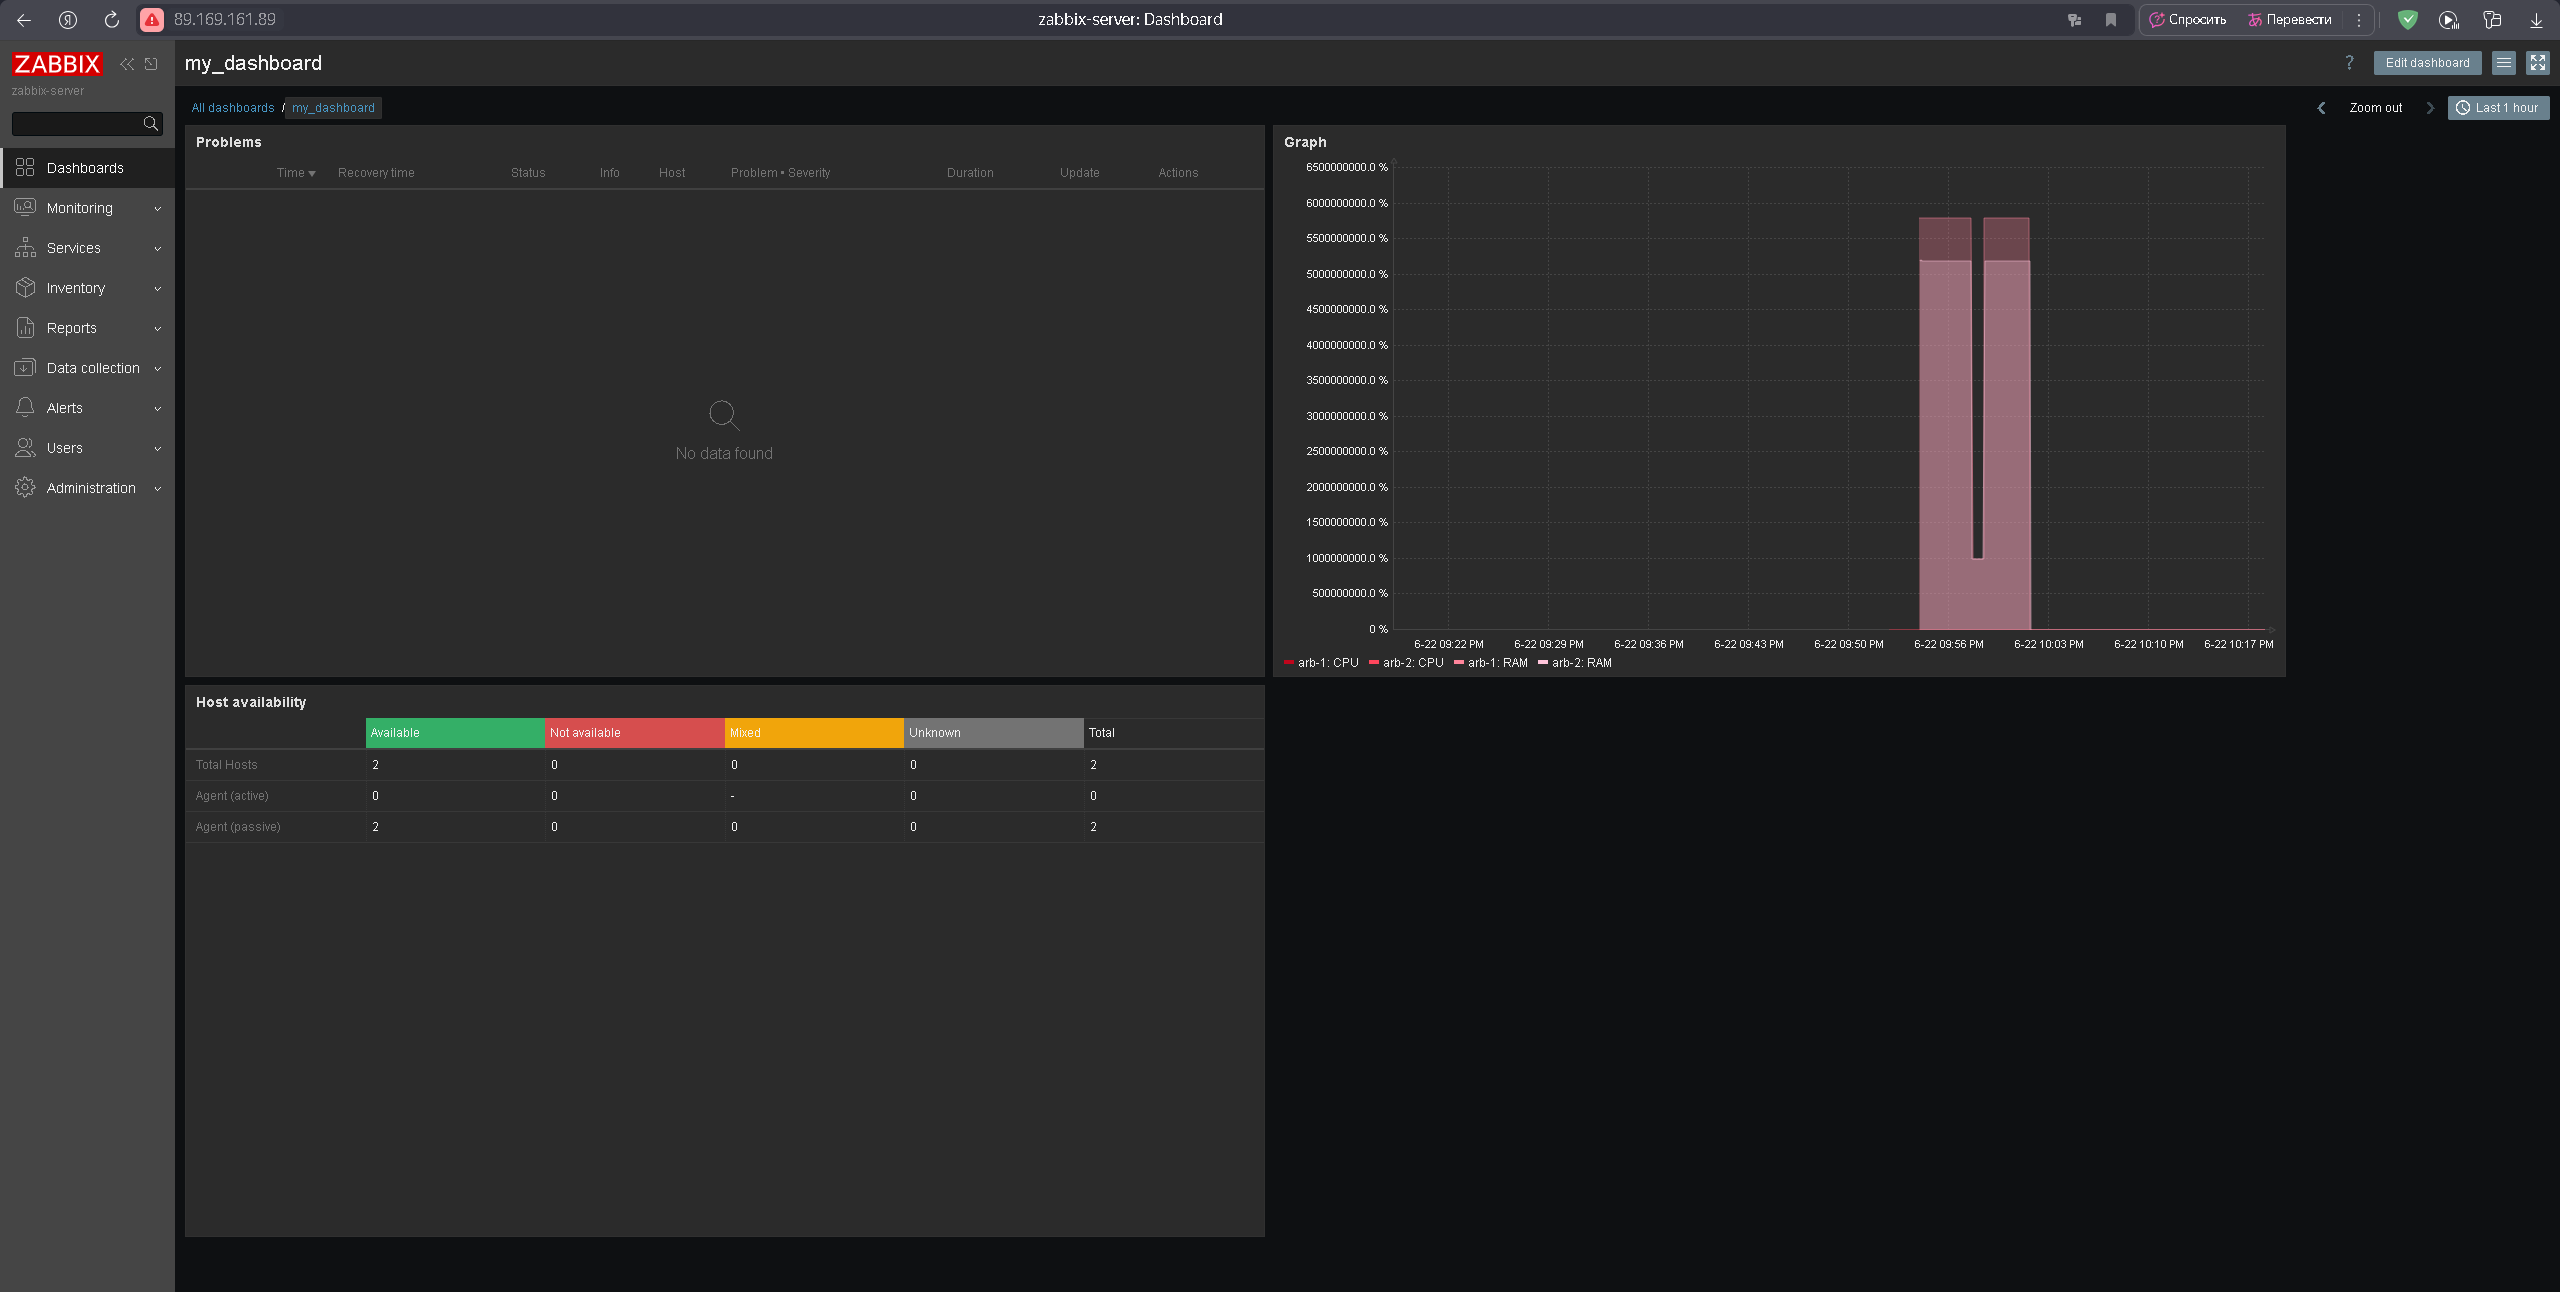 89.169.161.89
zabbix-server: Dashboard
Спросить
Перевести
ZABBIX
zabbix-server
Dashboards
Monitoring
Services
Inventory
Reports
Data collection
Alerts
Users
Administration
my_dashboard
? Edit dashboard
All dashboards / my_dashboard
Zoom out
Last 1 hour
Problems
Time Recovery time Status Info Host Problem • Severity Duration Update Actions
No data found
Graph
6500000000.0 %
6000000000.0 %
5500000000.0 %
5000000000.0 %
4500000000.0 %
4000000000.0 %
3500000000.0 %
3000000000.0 %
2500000000.0 %
2000000000.0 %
1500000000.0 %
1000000000.0 %
500000000.0 %
0 %
6-22 09:22 PM 6-22 09:29 PM 6-22 09:36 PM 6-22 09:43 PM 6-22 09:50 PM 6-22 09:56 PM 6-22 10:03 PM 6-22 10:10 PM 6-22 10:17 PM
arb-1: CPU arb-2: CPU arb-1: RAM arb-2: RAM
Host availability
Available Not available Mixed Unknown Total
Total Hosts 2 0 0 0 2
Agent (active) 0 0 - 0 0
Agent (passive) 2 0 0 0 2